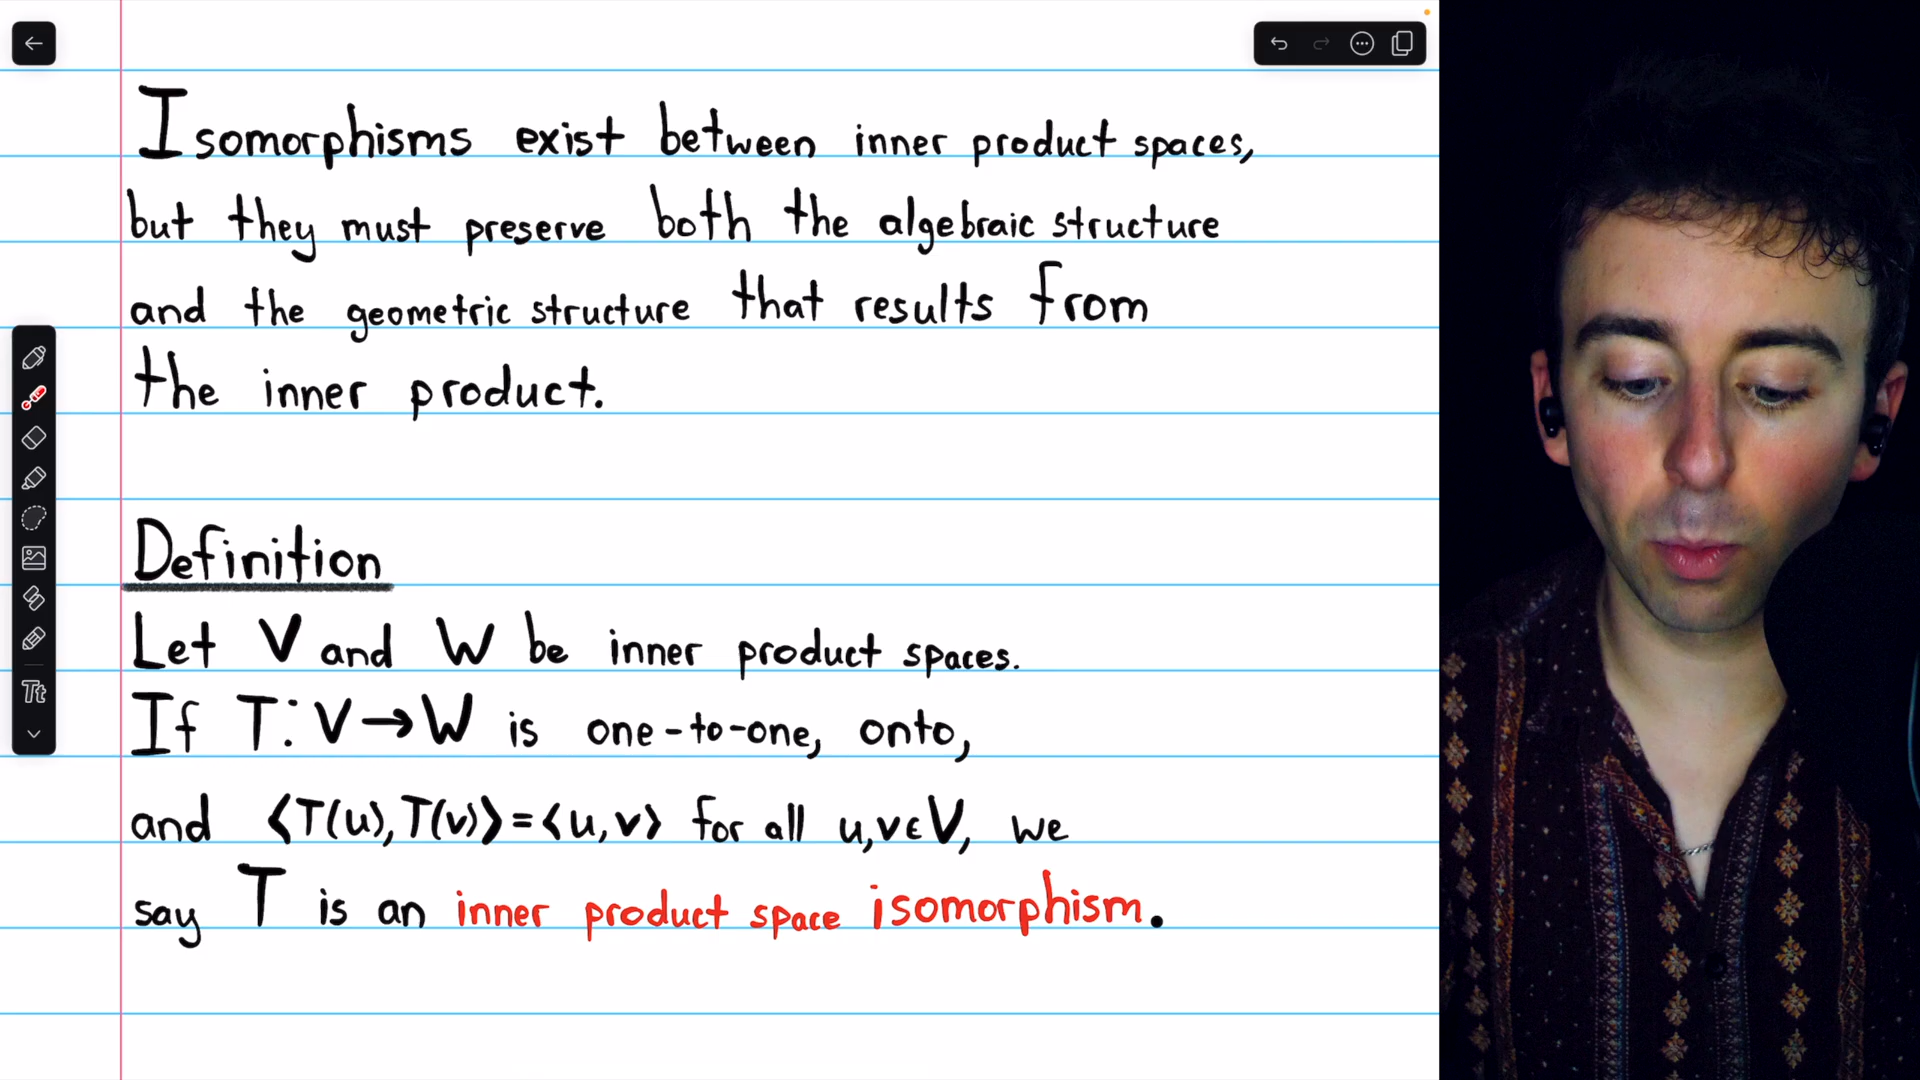 Isomorphisms exist between inner product spaces,
but they must preserve both the algebraic structure
and the geometric structure that results from
the inner product.
Definition
Let V and W be inner product spaces.
If T: V→W is one-to-one, onto,
and ⟨T(u), T(v)⟩=⟨u,v⟩ for all u,v∈V, we
say T is an inner product space isomorphism.
Tt